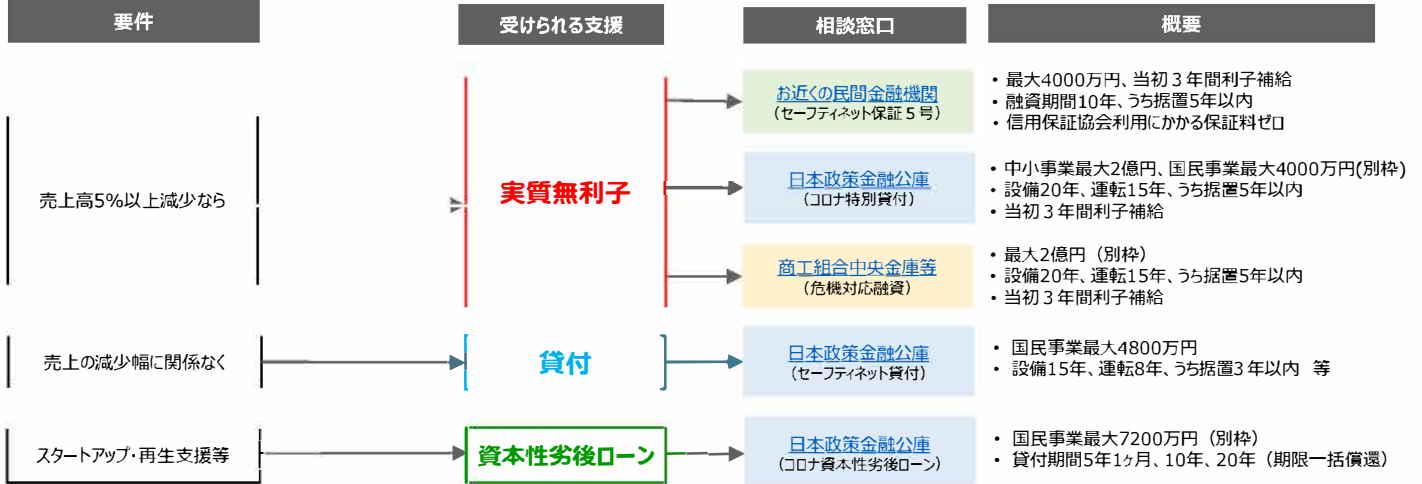 要件
受けられる支援
相談窓口
概要
売上高5%以上減少なら
実質無利子
お近くの民間金融機関
(セーフティネット保証５号)
・ 最大4000万円、当初３年間利子補給
・ 融資期間10年、うち据置5年以内
・ 信用保証協会利用にかかる保証料ゼロ
日本政策金融公庫
(コロナ特別貸付)
・ 中小事業最大2億円、国民事業最大4000万円(別枠)
・ 設備20年、運転15年、うち据置5年以内
・ 当初３年間利子補給
商工組合中央金庫等
(危機対応融資)
・ 最大2億円（別枠）
・ 設備20年、運転15年、うち据置5年以内
・ 当初３年間利子補給
売上の減少幅に関係なく
貸付
日本政策金融公庫
(セーフティネット貸付)
・ 国民事業最大4800万円
・ 設備15年、運転8年、うち据置3年以内 等
スタートアップ・再生支援等
資本性劣後ローン
日本政策金融公庫
(コロナ資本性劣後ローン)
・ 国民事業最大7200万円（別枠）
・ 貸付期間5年1ヶ月、10年、20年（期限一括償還）